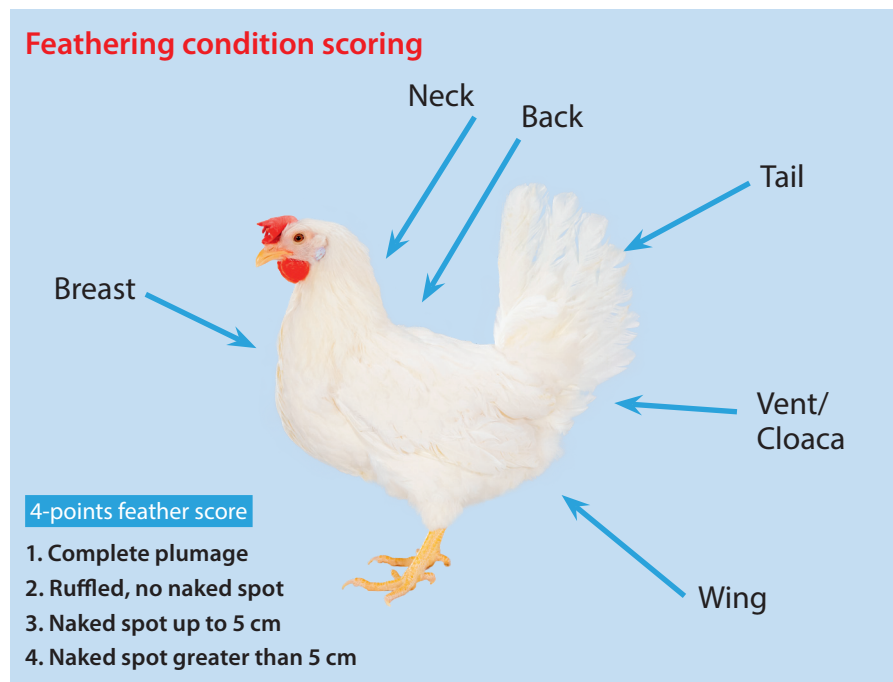 Feathering condition scoring
Neck
Back
Tail
Breast
Vent/
Cloaca
Wing
4-points feather score
1. Complete plumage
2. Ruffled, no naked spot
3. Naked spot up to 5 cm
4. Naked spot greater than 5 cm